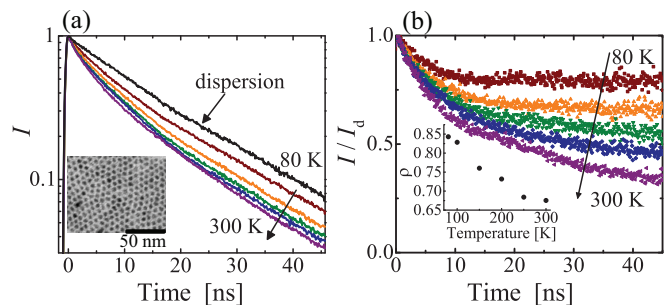 (a)
1
0.1
I
dispersion
80 K
300 K
50 nm
0
10
20
30
40
Time [ns]
(b)
1.0
0.5
0.0
I / I_d
80 K
300 K
0.85
0.80
0.75
0.70
0.65
ρ
100
200
300
Temperature [K]
0
10
20
30
40
Time [ns]